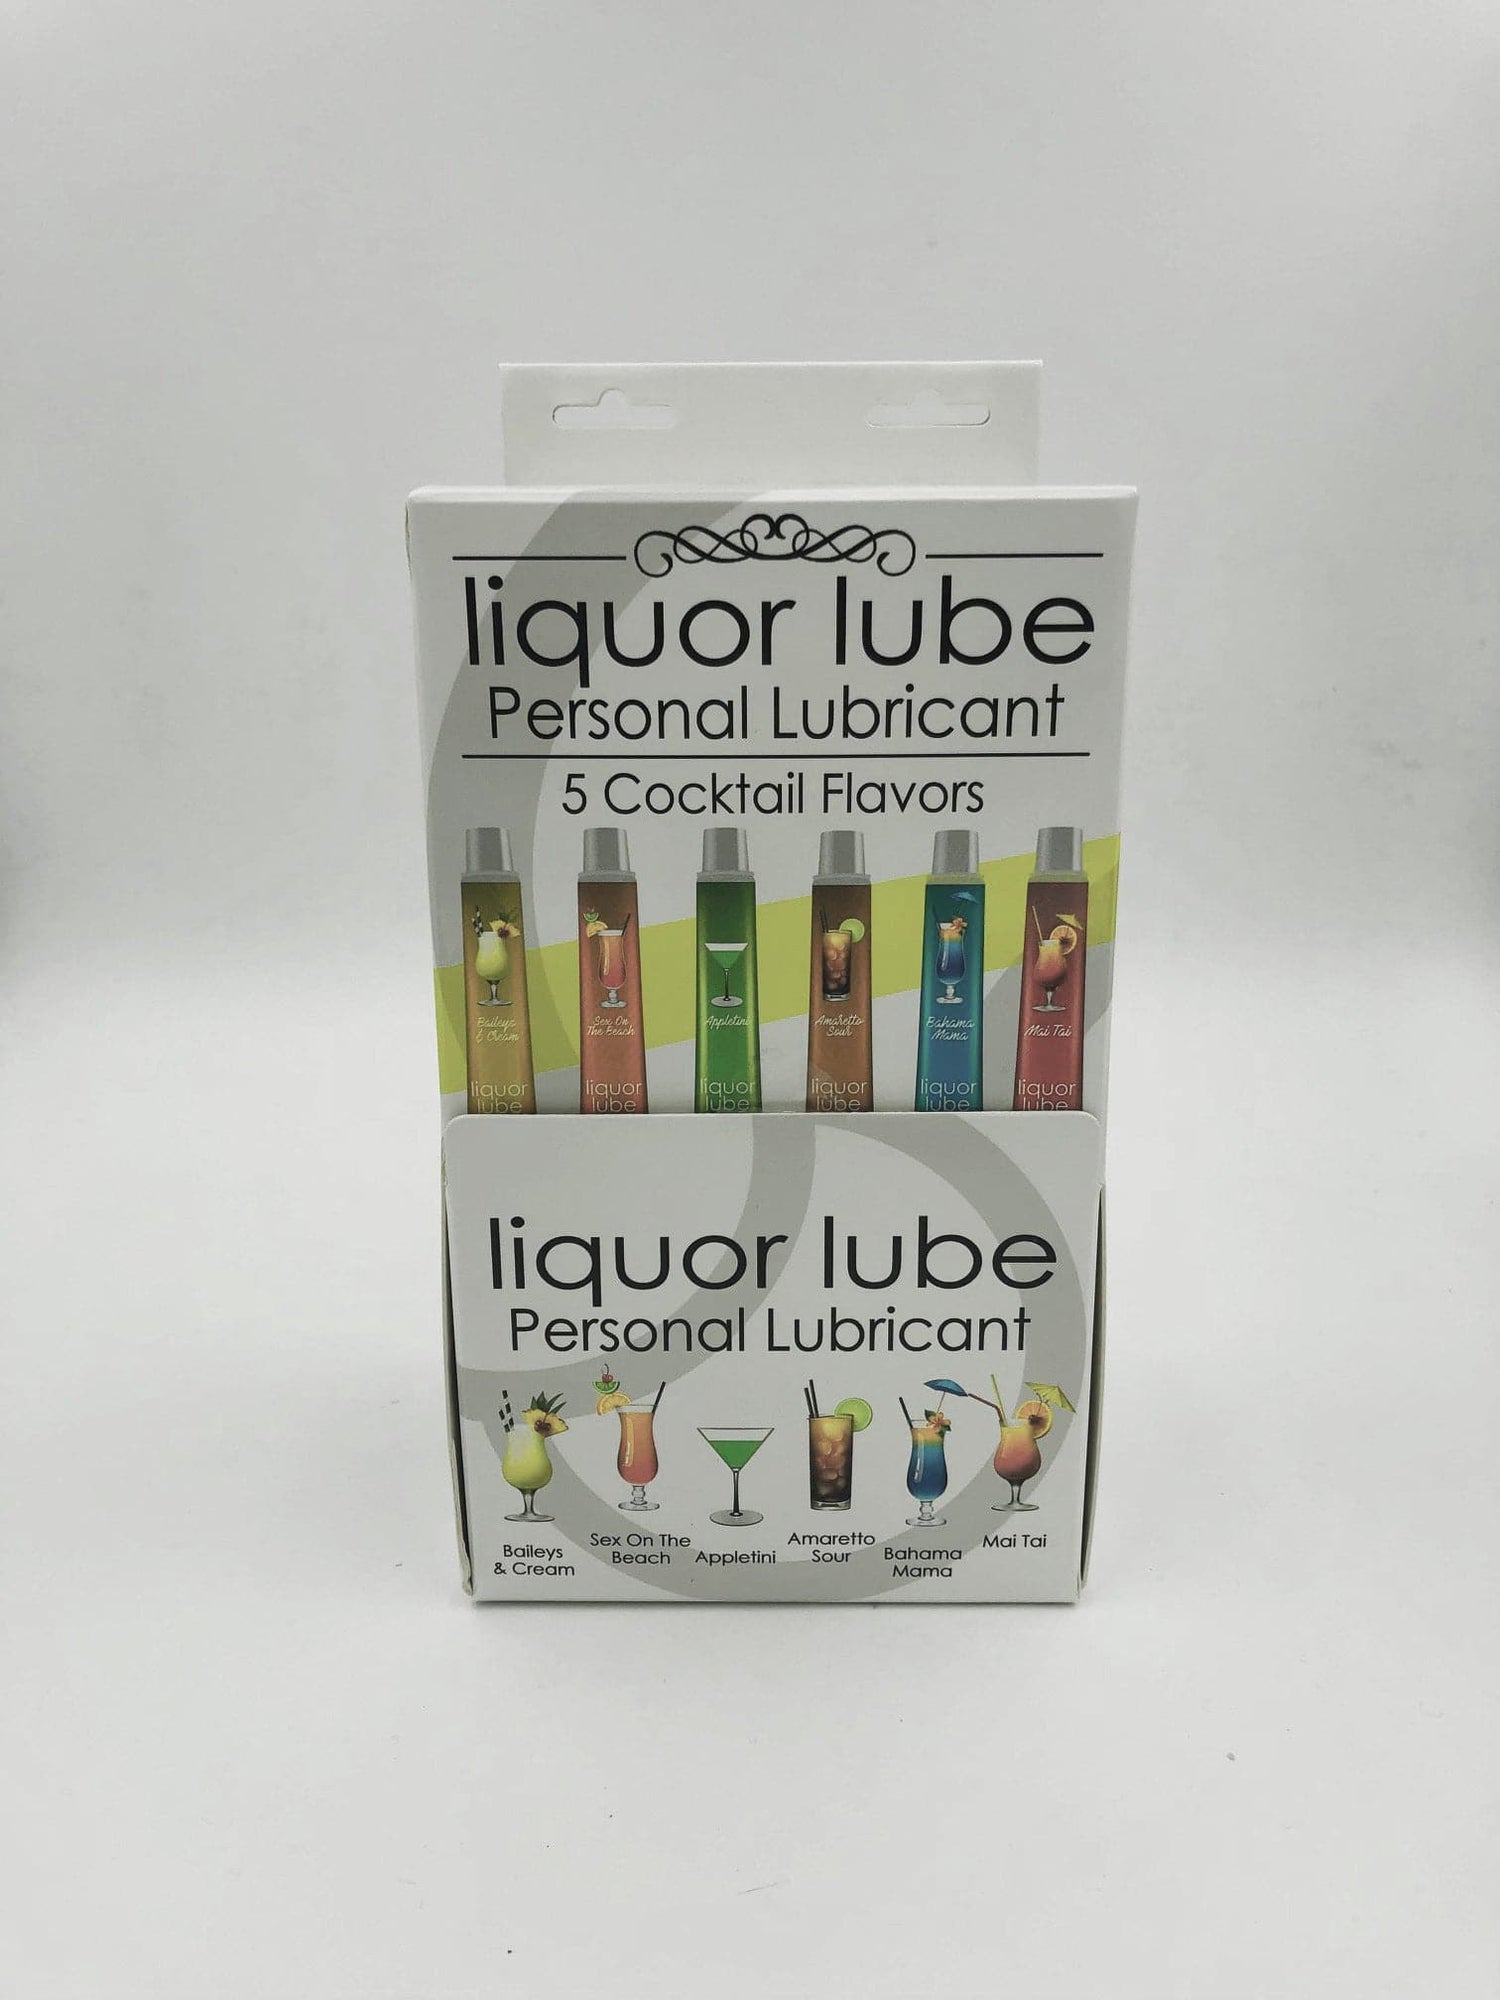 liquor lube
Personal Lubricant
5 Cocktail Flavors
Baileys
& Cream
liquor
lube
Sex On
The Beach
liquor
lube
Appletini
liquor
lube
Amaretto
Sour
liquor
lube
Bahama
Mama
liquor
lube
Mai Tai
liquor
lube
liquor lube
Personal Lubricant
Baileys
& Cream
Sex On The
Beach
Appletini
Amaretto
Sour
Bahama
Mama
Mai Tai